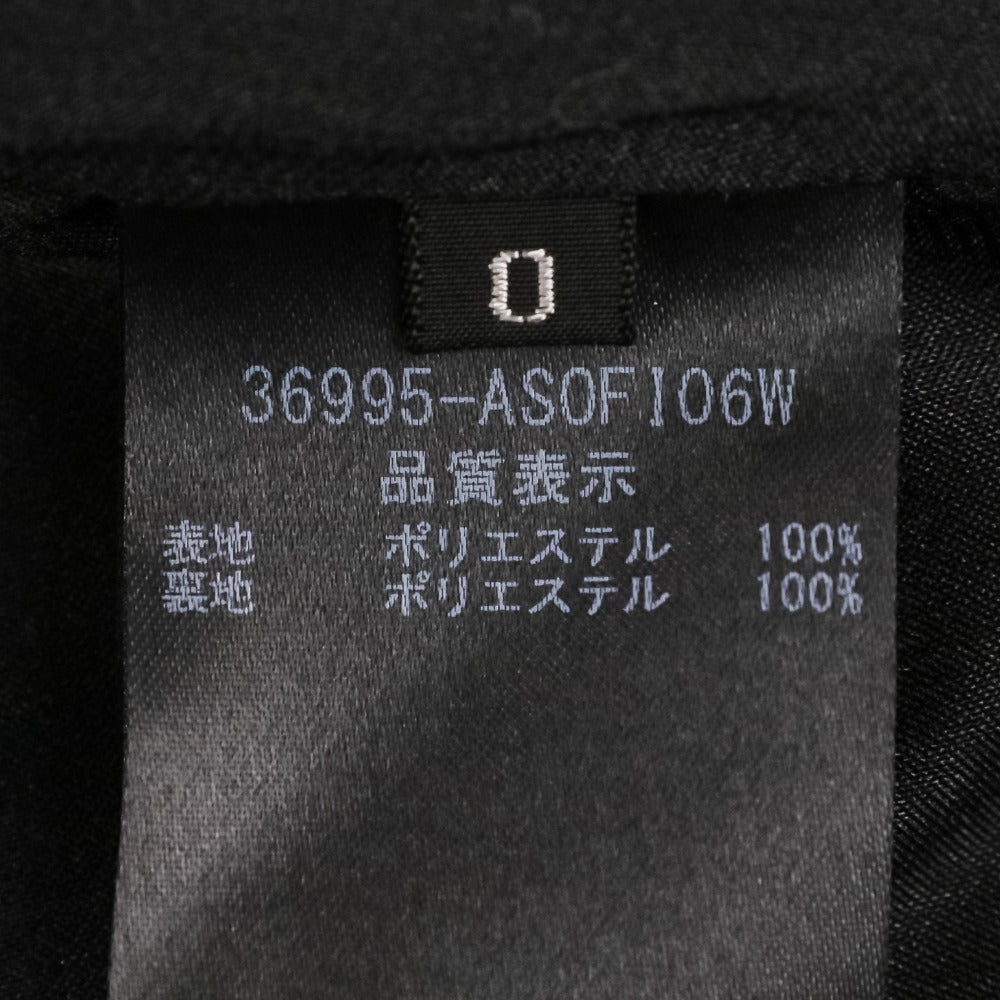 0
36995-ASOFI06W
品質表示
表地 ポリエステル 100%
裏地 ポリエステル 100%